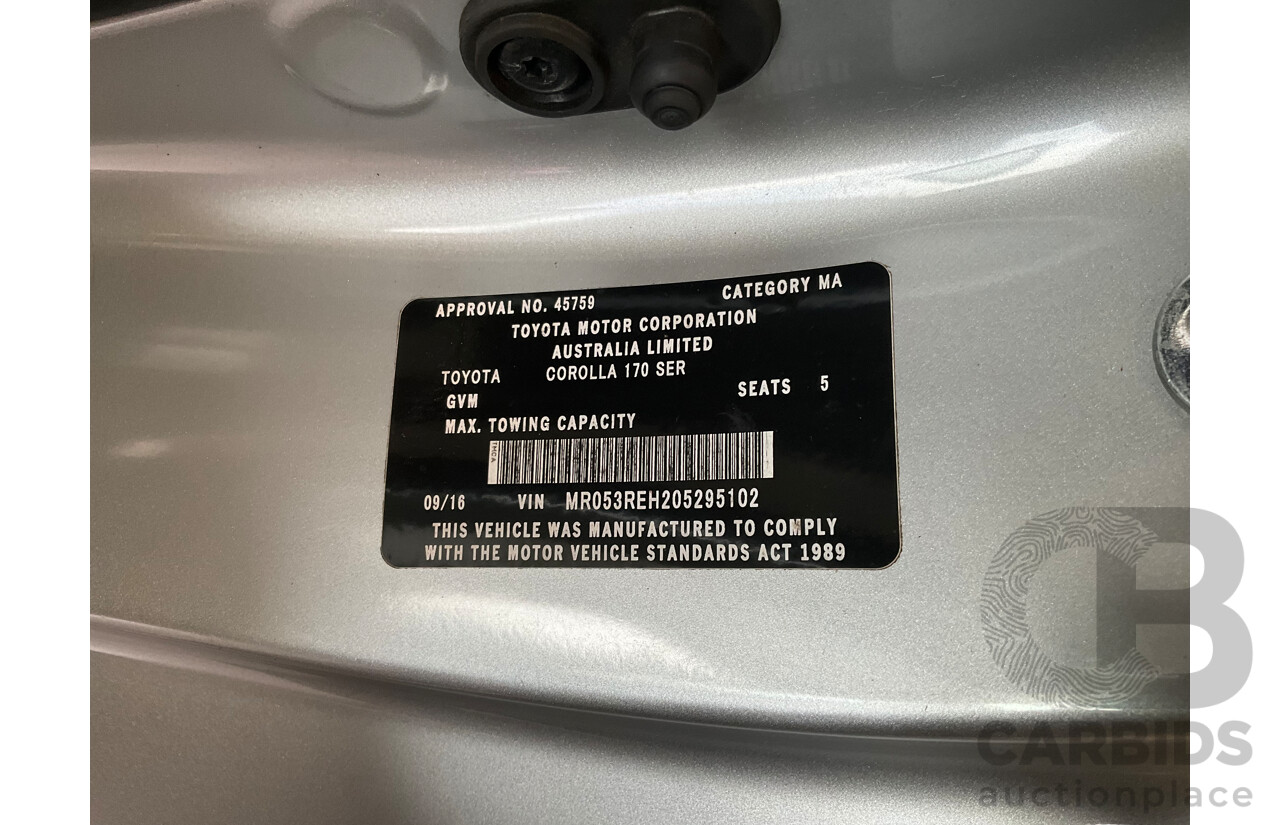 APPROVAL NO. 45759 CATEGORY MA
TOYOTA MOTOR CORPORATION
AUSTRALIA LIMITED
TOYOTA COROLLA 170 SER
GVM SEATS 5
MAX. TOWING CAPACITY
TMCA
09/16 VIN MR053REH205295102
THIS VEHICLE WAS MANUFACTURED TO COMPLY
WITH THE MOTOR VEHICLE STANDARDS ACT 1989
CB
CARBIDS
auctionplace